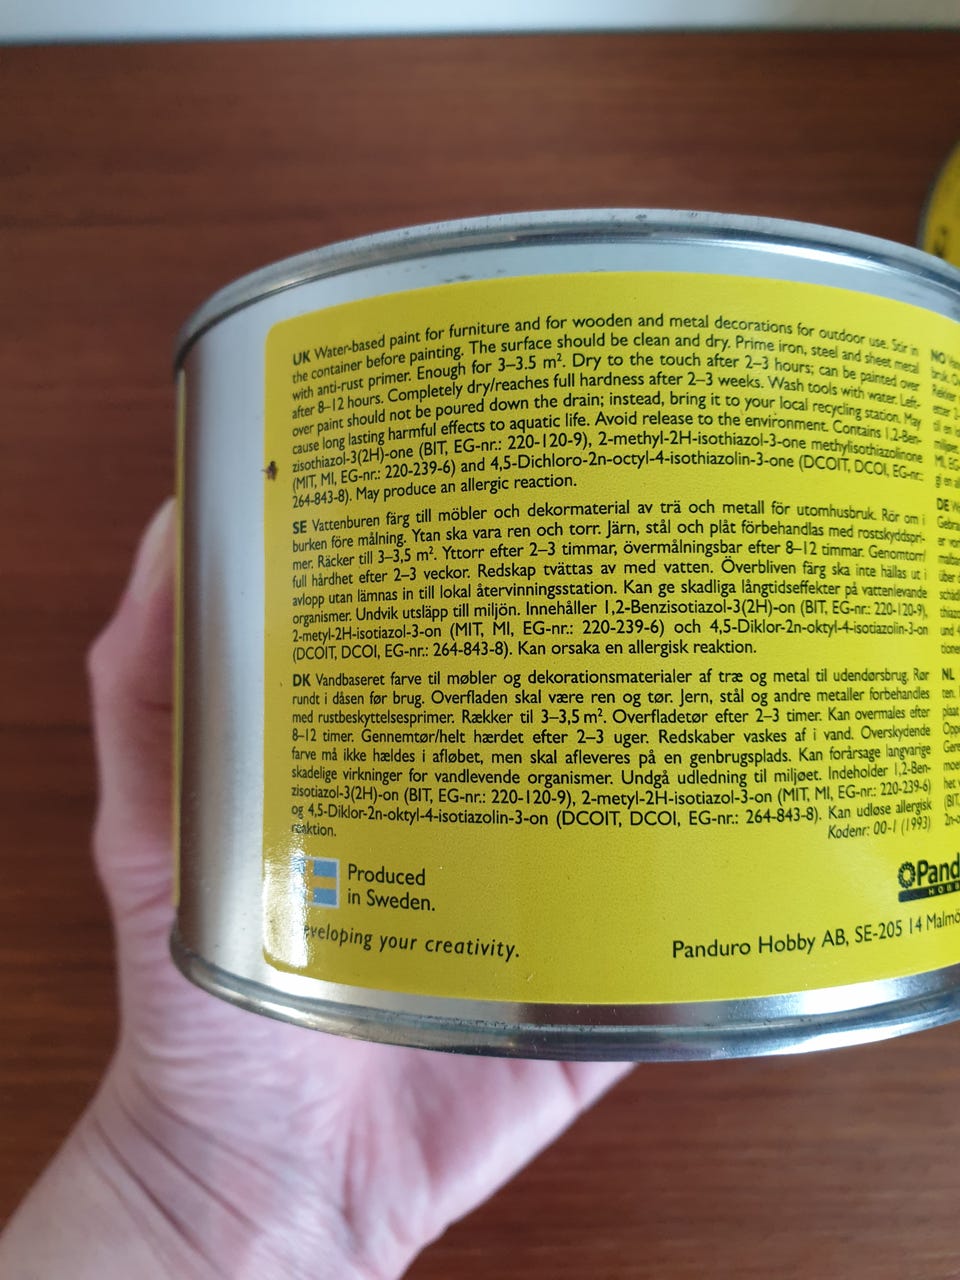 UK Water-based paint for furniture and for wooden and metal decorations for outdoor use. Stir in
the container before painting. The surface should be clean and dry. Prime iron, steel and sheet metal
with anti-rust primer. Enough for 3–3.5 m². Dry to the touch after 2–3 hours; can be painted over
after 8–12 hours. Completely dry/reaches full hardness after 2–3 weeks. Wash tools with water. Left-
over paint should not be poured down the drain; instead, bring it to your local recycling station. May
cause long lasting harmful effects to aquatic life. Avoid release to the environment. Contains 1,2-Ben-
zisothiazol-3(2H)-one (BIT, EG-nr.: 220-120-9), 2-methyl-2H-isothiazol-3-one methylisothiazolinone
(MIT, MI, EG-nr.: 220-239-6) and 4,5-Dichloro-2n-octyl-4-isothiazolin-3-one (DCOIT, DCOI, EG-nr.:
264-843-8). May produce an allergic reaction.
SE Vattenburen färg till möbler och dekormaterial av trä och metall för utomhusbruk. Rör om i
burken före målning. Ytan ska vara ren och torr. Järn, stål och plåt förbehandlas med rostskyddspri-
mer. Räcker till 3–3,5 m². Yttorr efter 2–3 timmar, övermålningsbar efter 8–12 timmar. Genomtorr/
full hårdhet efter 2–3 veckor. Redskap tvättas av med vatten. Överbliven färg ska inte hällas ut i
avlopp utan lämnas in till lokal återvinningsstation. Kan ge skadliga långtidseffekter på vattenlevande
organismer. Undvik utsläpp till miljön. Innehåller 1,2-Benzisotiazol-3(2H)-on (BIT, EG-nr.: 220-120-9),
2-metyl-2H-isotiazol-3-on (MIT, MI, EG-nr.: 220-239-6) och 4,5-Diklor-2n-oktyl-4-isotiazolin-3-on
(DCOIT, DCOI, EG-nr.: 264-843-8). Kan orsaka en allergisk reaktion.
DK Vandbaseret farve til møbler og dekorationsmaterialer af træ og metal til udendørsbrug. Rør
rundt i dåsen før brug. Overfladen skal være ren og tør. Jern, stål og andre metaller forbehandles
med rustbeskyttelsesprimer. Rækker til 3–3,5 m². Overfladetør efter 2–3 timer. Kan overmales efter
8–12 timer. Gennemtør/helt hærdet efter 2–3 uger. Redskaber vaskes af i vand. Overskydende
farve må ikke hældes i afløbet, men skal afleveres på en genbrugsplads. Kan forårsage langvarige
skadelige virkninger for vandlevende organismer. Undgå udledning til miljøet. Indeholder 1,2-Ben-
zisotiazol-3(2H)-on (BIT, EG-nr.: 220-120-9), 2-metyl-2H-isotiazol-3-on (MIT, MI, EG-nr.: 220-239-6)
og 4,5-Diklor-2n-oktyl-4-isotiazolin-3-on (DCOIT, DCOI, EG-nr.: 264-843-8). Kan udløse allergisk
reaktion.
Kodenr: 00-1 (1993)
Produced
in Sweden.
eveloping your creativity.
Pand
HOBB
Panduro Hobby AB, SE-205 14 Malmö
NO
DE
NL